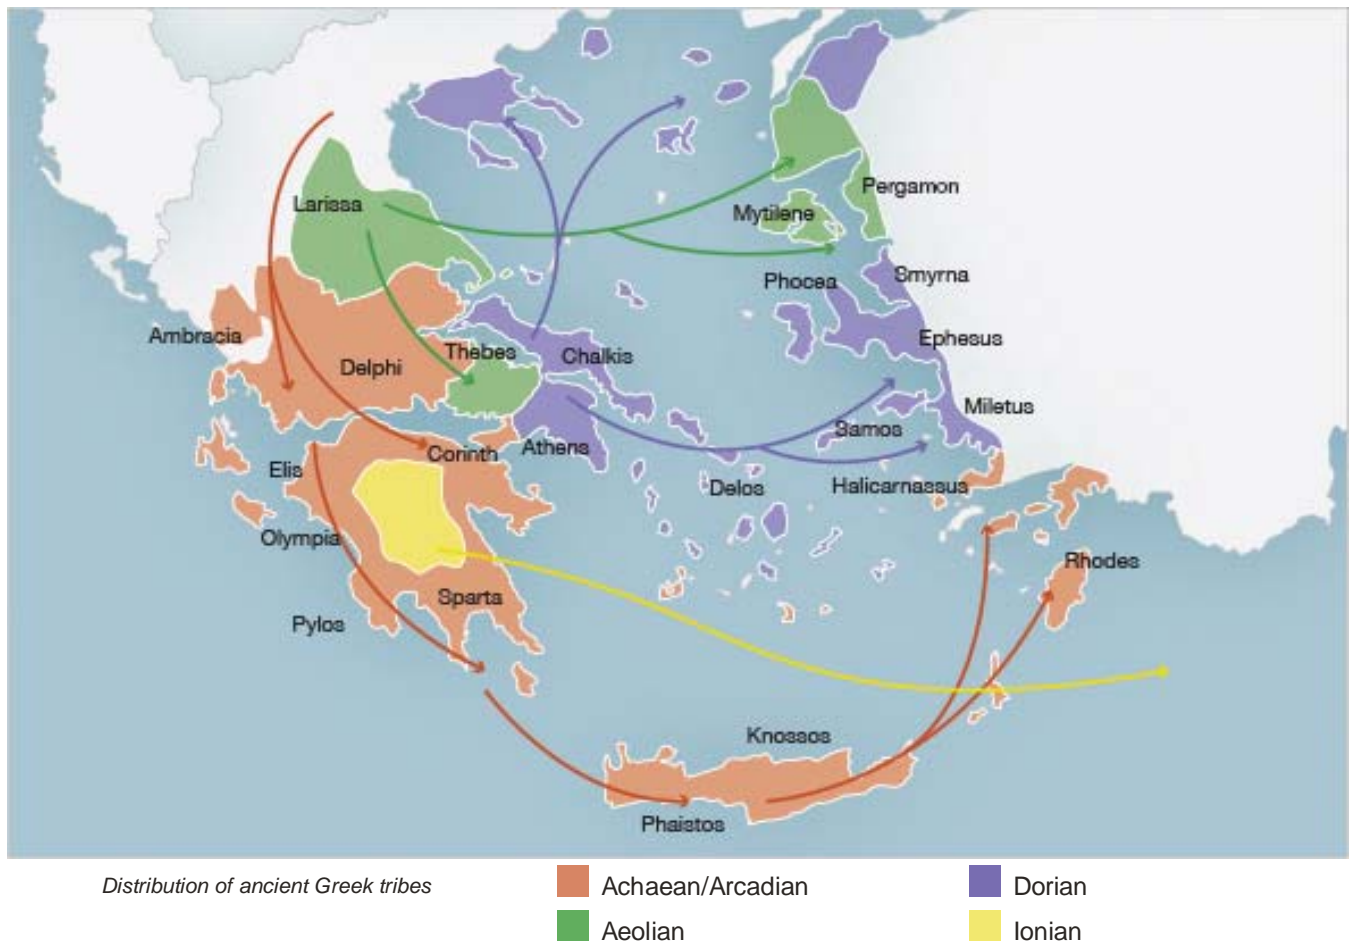 Larissa
Pergamon
Mytilene
Phocea
Smyrna
Ambracia
Thebes
Chalkis
Ephesus
Delphi
Miletus
Samos
Corinth
Athens
Elis
Delos
Halicarnassus
Olympia
Rhodes
Sparta
Pylos
Knossos
Phaistos
Distribution of ancient Greek tribes
Achaean/Arcadian
Dorian
Aeolian
Ionian